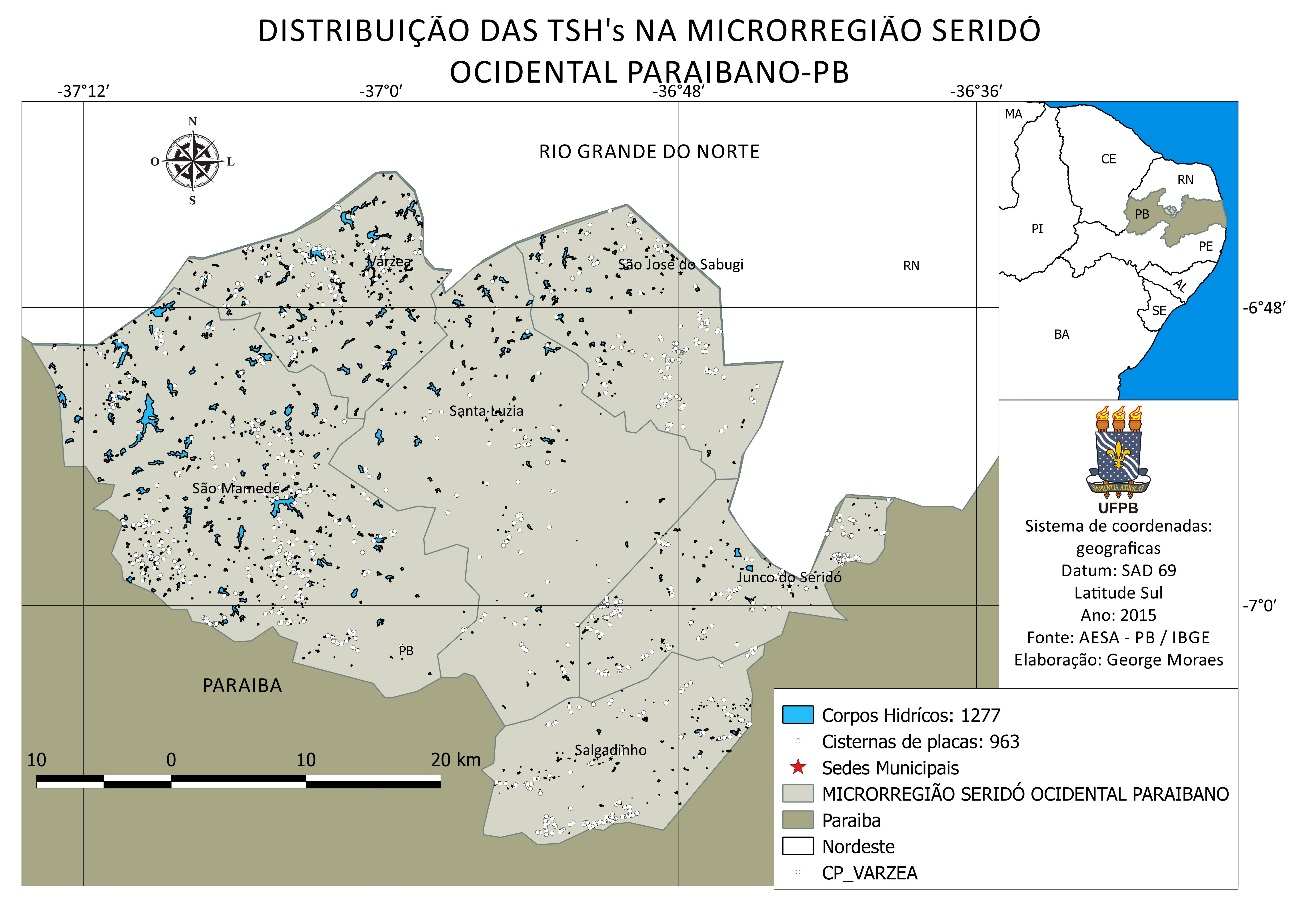 DISTRIBUIÇÃO DAS TSH's NA MICRORREGIÃO SERIDÓ
OCIDENTAL PARAIBANO-PB
-37°12′ -37°0′ -36°48′ -36°36′
N
O L
S
RIO GRANDE DO NORTE
MA
CE
RN
PB
PI
PE
AL
SE
BA
Várzea
São José do Sabugi
RN
-6°48′
Santa Luzia
São Mamede
Junco do Seridó
-7°0′
PB
PARAIBA
Salgadinho
10 0 10 20 km
UFPB
Sistema de coordenadas:
geograficas
Datum: SAD 69
Latitude Sul
Ano: 2015
Fonte: AESA - PB / IBGE
Elaboração: George Moraes
Corpos Hidrícos: 1277
Cisternas de placas: 963
Sedes Municipais
MICRORREGIÃO SERIDÓ OCIDENTAL PARAIBANO
Paraiba
Nordeste
CP_VARZEA